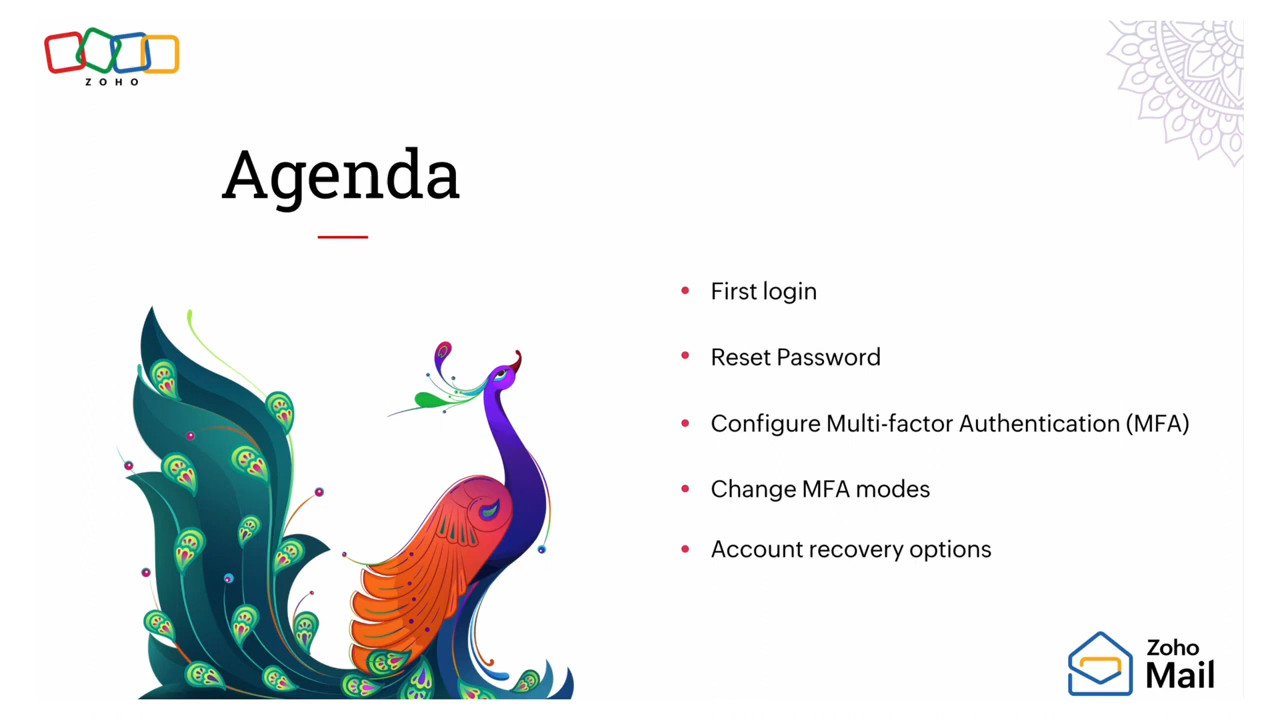 ZOHO
Agenda
First login
Reset Password
Configure Multi-factor Authentication (MFA)
Change MFA modes
Account recovery options
Zoho
Mail